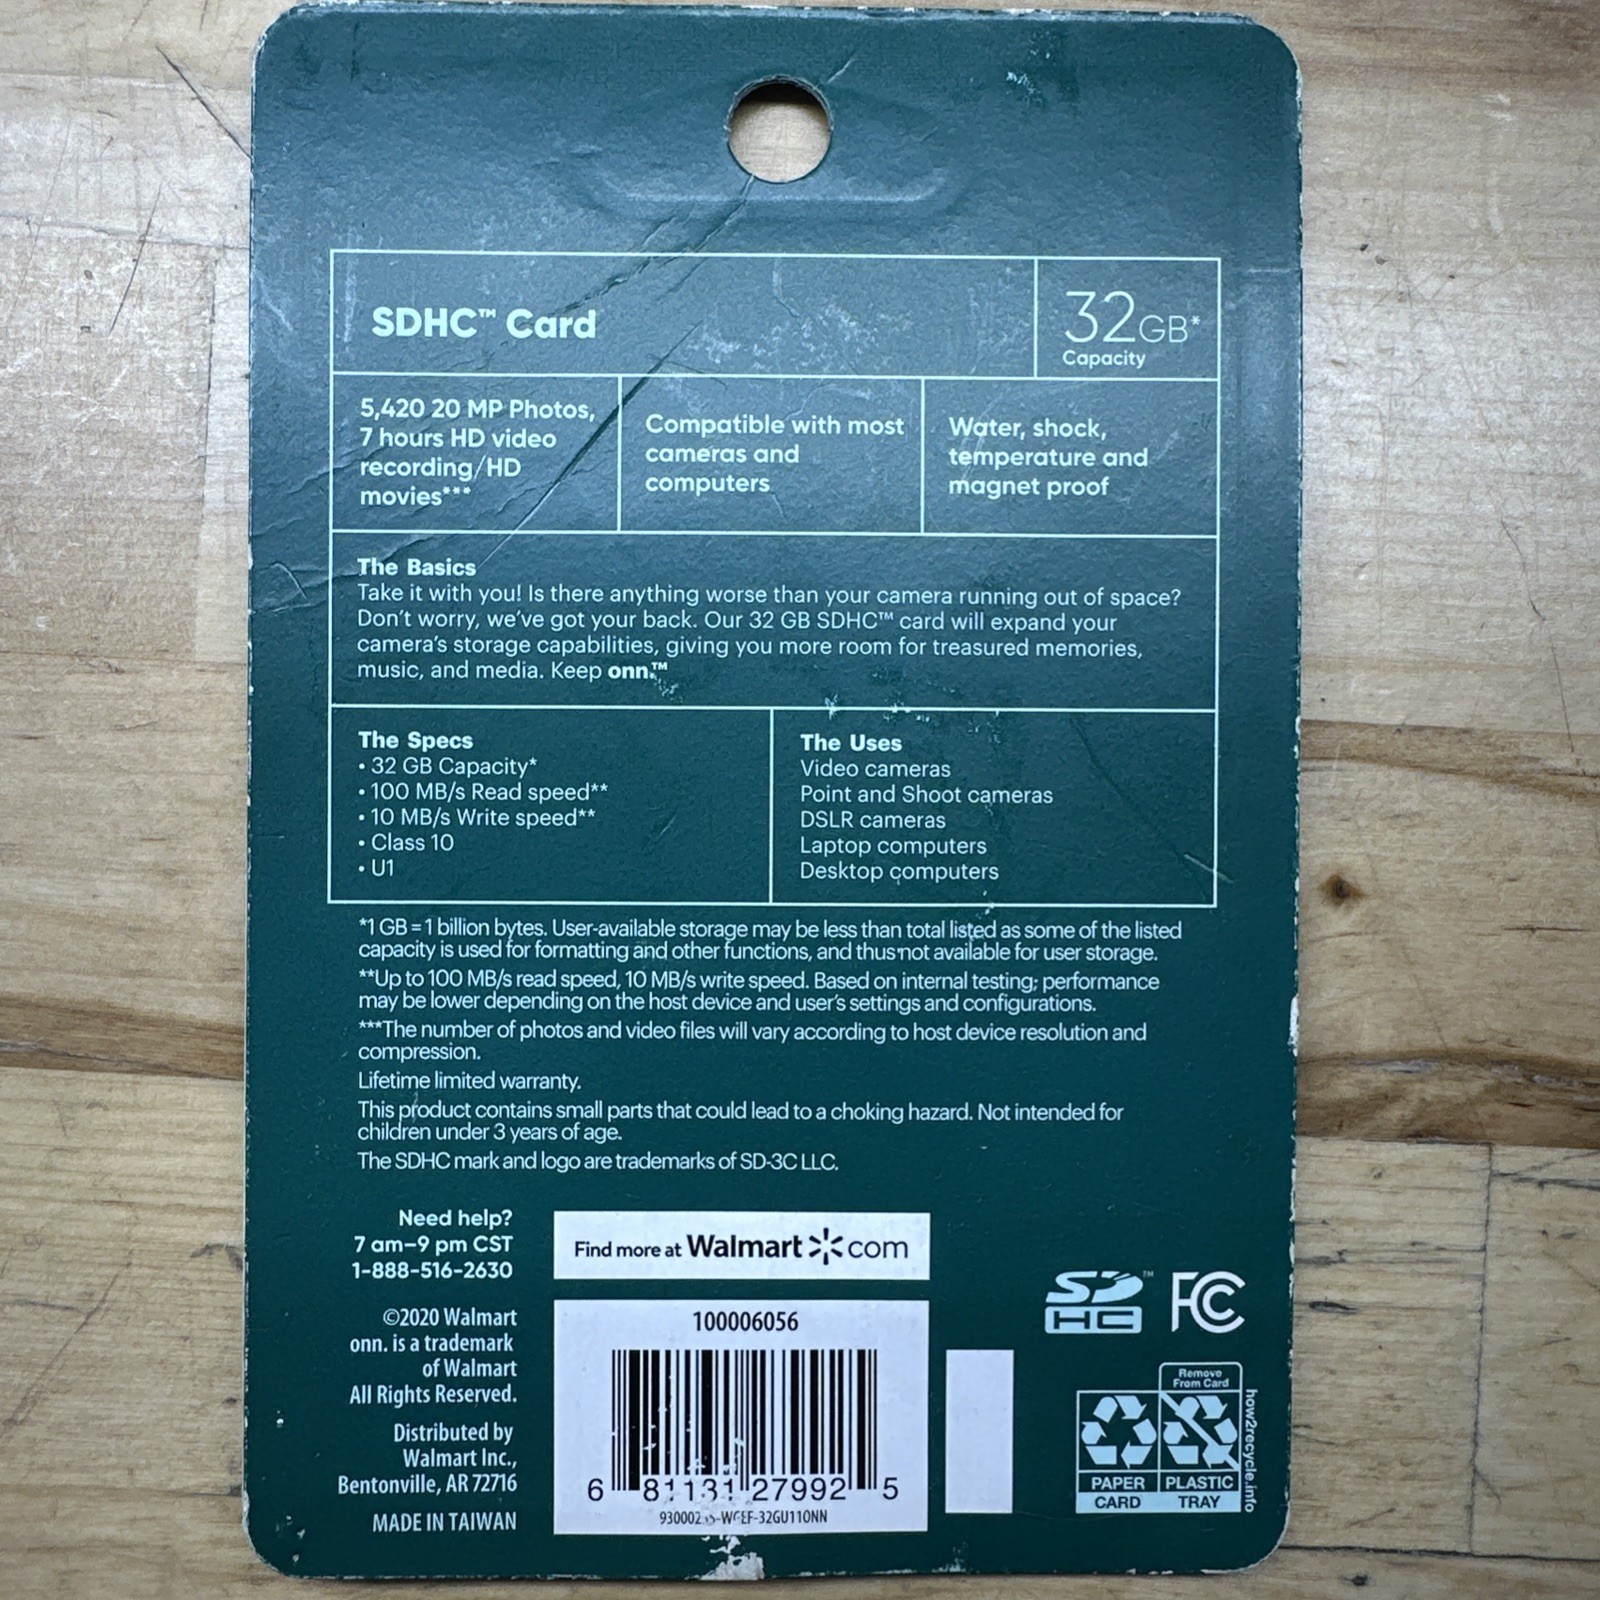 SDHC™ Card
32GB*
Capacity
5,420 20 MP Photos,
7 hours HD video
recording/HD
movies***
Compatible with most
cameras and
computers
Water, shock,
temperature and
magnet proof
The Basics
Take it with you! Is there anything worse than your camera running out of space?
Don't worry, we've got your back. Our 32 GB SDHC™ card will expand your
camera's storage capabilities, giving you more room for treasured memories,
music, and media. Keep onn.™
The Specs
• 32 GB Capacity*
• 100 MB/s Read speed**
• 10 MB/s Write speed**
• Class 10
• U1
The Uses
Video cameras
Point and Shoot cameras
DSLR cameras
Laptop computers
Desktop computers
*1 GB = 1 billion bytes. User-available storage may be less than total listed as some of the listed
capacity is used for formatting and other functions, and thus not available for user storage.
**Up to 100 MB/s read speed, 10 MB/s write speed. Based on internal testing; performance
may be lower depending on the host device and user's settings and configurations.
***The number of photos and video files will vary according to host device resolution and
compression.
Lifetime limited warranty.
This product contains small parts that could lead to a choking hazard. Not intended for
children under 3 years of age.
The SDHC mark and logo are trademarks of SD-3C LLC.
Need help?
7 am–9 pm CST
1-888-516-2630
©2020 Walmart
onn. is a trademark
of Walmart
All Rights Reserved.
Distributed by
Walmart Inc.,
Bentonville, AR 72716
MADE IN TAIWAN
Find more at Walmart com
100006056
6 81131 27992 5
SD™
HC
FC
Remove
From Card
PAPER
CARD
PLASTIC
TRAY
how2recycle.info